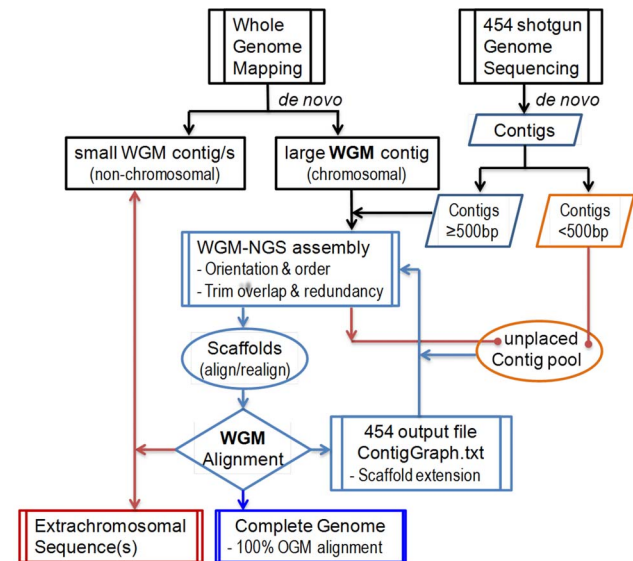 Whole
Genome
Mapping
454 shotgun
Genome
Sequencing
de novo
de novo
Contigs
small WGM contig/s
(non-chromosomal)
large WGM contig
(chromosomal)
Contigs
≥500bp
Contigs
<500bp
WGM-NGS assembly
- Orientation & order
- Trim overlap & redundancy
unplaced
Contig pool
Scaffolds
(align/realign)
WGM
Alignment
454 output file
ContigGraph.txt
- Scaffold extension
Extrachromosomal
Sequence(s)
Complete Genome
- 100% OGM alignment